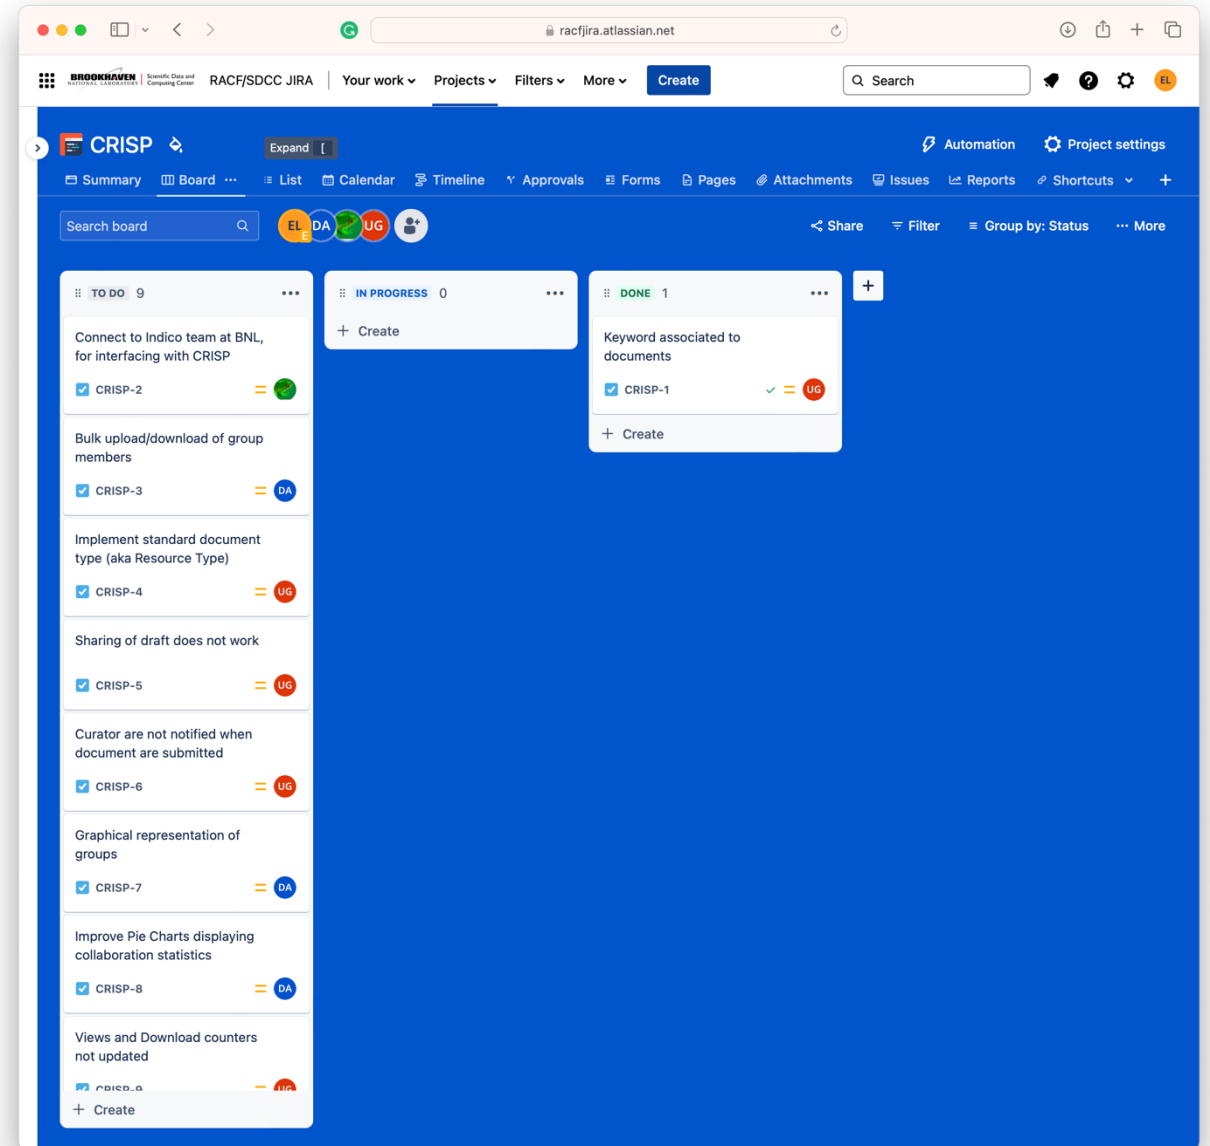 racfjira.atlassian.net
BROOKHAVEN
NATIONAL LABORATORY
Scientific Data and
Computing Center
RACF/SDCC JIRA
Your work
Projects
Filters
More
Create
Search
EL
CRISP
Expand [
Automation
Project settings
Summary
Board
List
Calendar
Timeline
Approvals
Forms
Pages
Attachments
Issues
Reports
Shortcuts
Search board
EL
E
DA
UG
Share
Filter
Group by: Status
More
TO DO 9
Connect to Indico team at BNL,
for interfacing with CRISP
CRISP-2
Bulk upload/download of group
members
CRISP-3
DA
Implement standard document
type (aka Resource Type)
CRISP-4
UG
Sharing of draft does not work
CRISP-5
UG
Curator are not notified when
document are submitted
CRISP-6
UG
Graphical representation of
groups
CRISP-7
DA
Improve Pie Charts displaying
collaboration statistics
CRISP-8
DA
Views and Download counters
not updated
CRISP-9
UG
Create
IN PROGRESS 0
Create
DONE 1
Keyword associated to
documents
CRISP-1
UG
Create